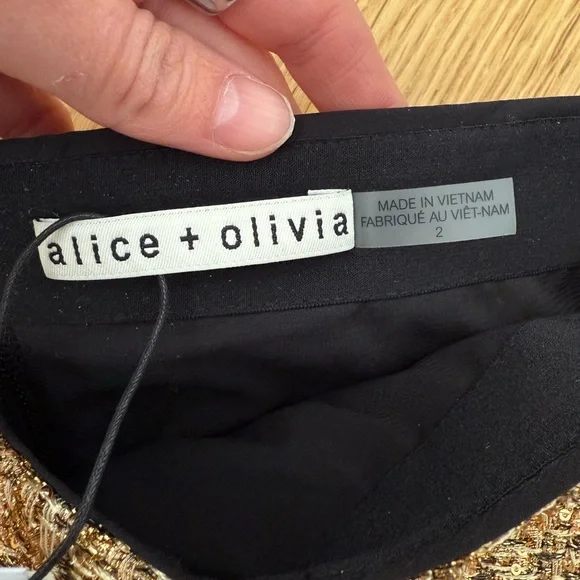 alice + olivia
MADE IN VIETNAM
FABRIQUÉ AU VIÊT-NAM
2